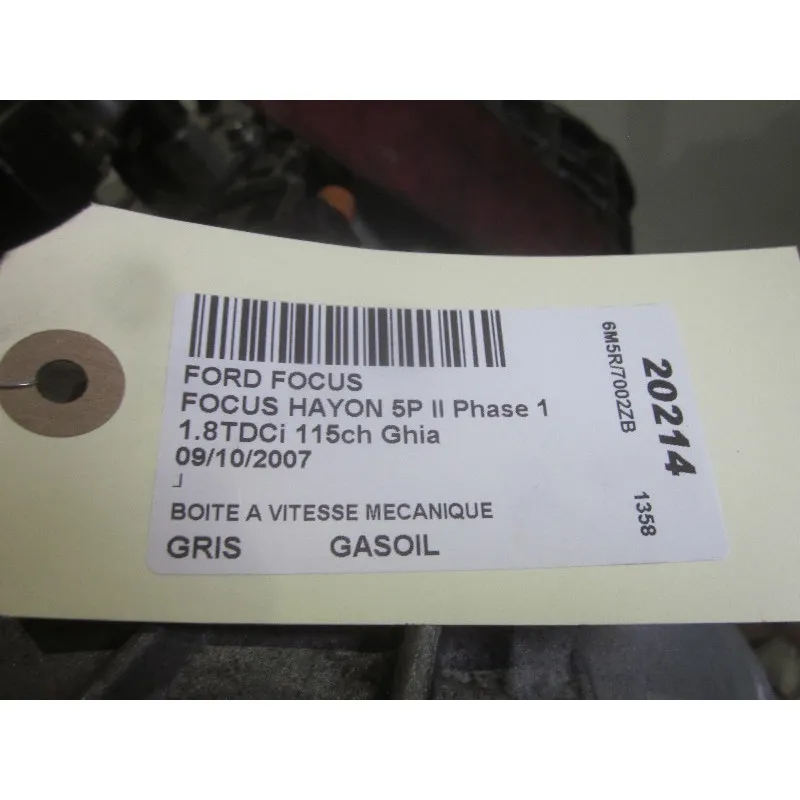 FORD FOCUS
FOCUS HAYON 5P II Phase 1
1.8TDCi 115ch Ghia
09/10/2007
BOITE A VITESSE MECANIQUE
GRIS GASOIL
6M5R/7002ZB
20214
1358